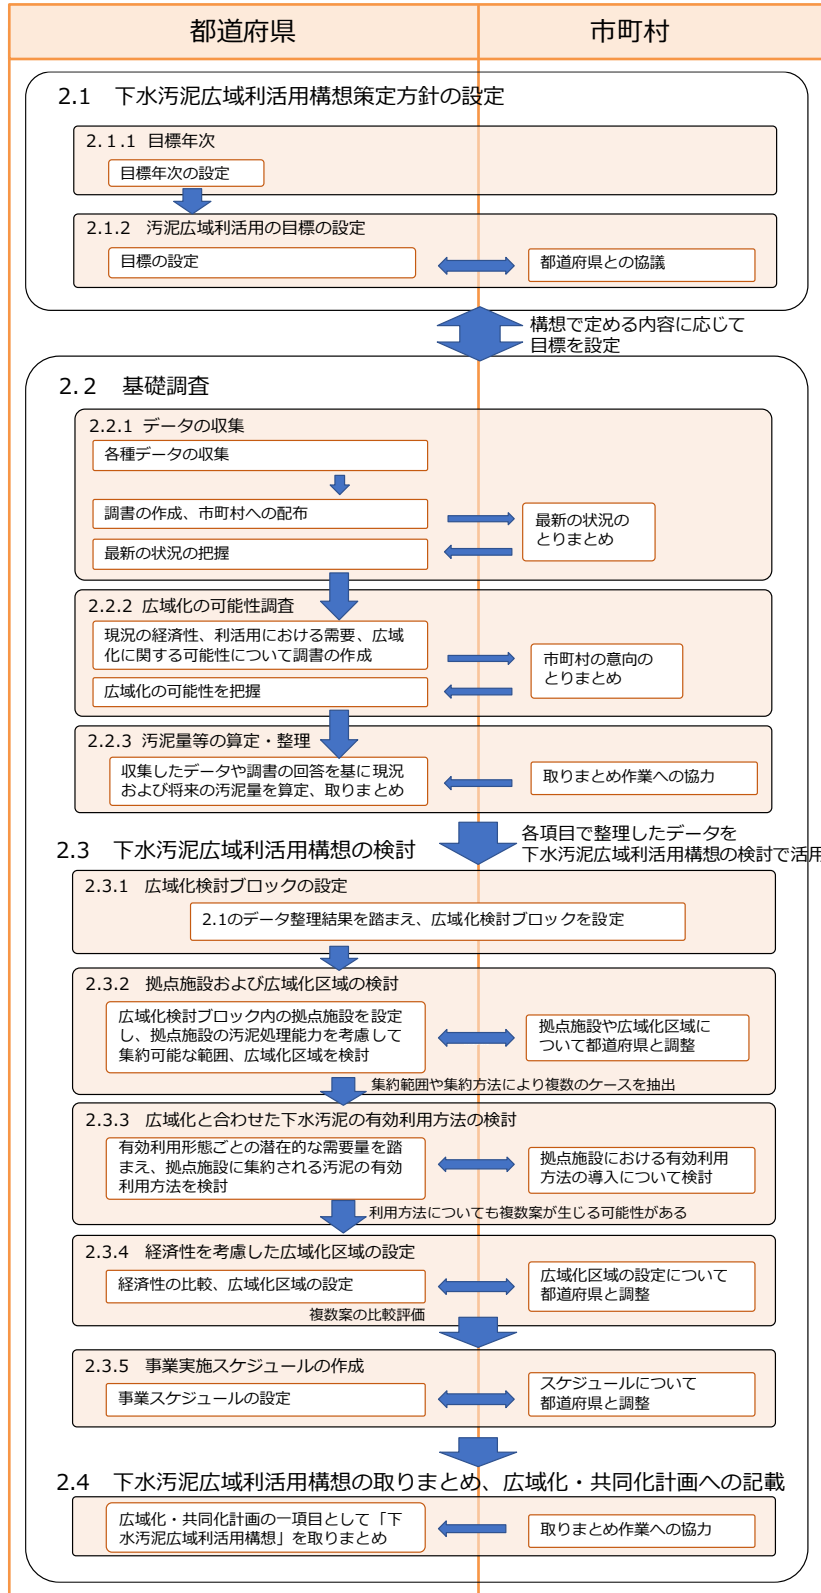 都道府県
市町村
2.1 下水汚泥広域利活用構想策定方針の設定
2.1.1 目標年次
目標年次の設定
2.1.2 汚泥広域利活用の目標の設定
目標の設定
都道府県との協議
構想で定める内容に応じて
目標を設定
2.2 基礎調査
2.2.1 データの収集
各種データの収集
調書の作成、市町村への配布
最新の状況の
とりまとめ
最新の状況の把握
2.2.2 広域化の可能性調査
現況の経済性、利活用における需要、広域
化に関する可能性について調書の作成
市町村の意向の
とりまとめ
広域化の可能性を把握
2.2.3 汚泥量等の算定・整理
収集したデータや調書の回答を基に現況
および将来の汚泥量を算定、取りまとめ
取りまとめ作業への協力
各項目で整理したデータを
下水汚泥広域利活用構想の検討で活用
2.3 下水汚泥広域利活用構想の検討
2.3.1 広域化検討ブロックの設定
2.1のデータ整理結果を踏まえ、広域化検討ブロックを設定
2.3.2 拠点施設および広域化区域の検討
広域化検討ブロック内の拠点施設を設定
し、拠点施設の汚泥処理能力を考慮して
集約可能な範囲、広域化区域を検討
拠点施設や広域化区域に
ついて都道府県と調整
集約範囲や集約方法により複数のケースを抽出
2.3.3 広域化と合わせた下水汚泥の有効利用方法の検討
有効利用形態ごとの潜在的な需要量を踏
まえ、拠点施設に集約される汚泥の有効
利用方法を検討
拠点施設における有効利用
方法の導入について検討
利用方法についても複数案が生じる可能性がある
2.3.4 経済性を考慮した広域化区域の設定
経済性の比較、広域化区域の設定
広域化区域の設定について
都道府県と調整
複数案の比較評価
2.3.5 事業実施スケジュールの作成
事業スケジュールの設定
スケジュールについて
都道府県と調整
2.4 下水汚泥広域利活用構想の取りまとめ、広域化・共同化計画への記載
広域化・共同化計画の一項目として「下
水汚泥広域利活用構想」を取りまとめ
取りまとめ作業への協力